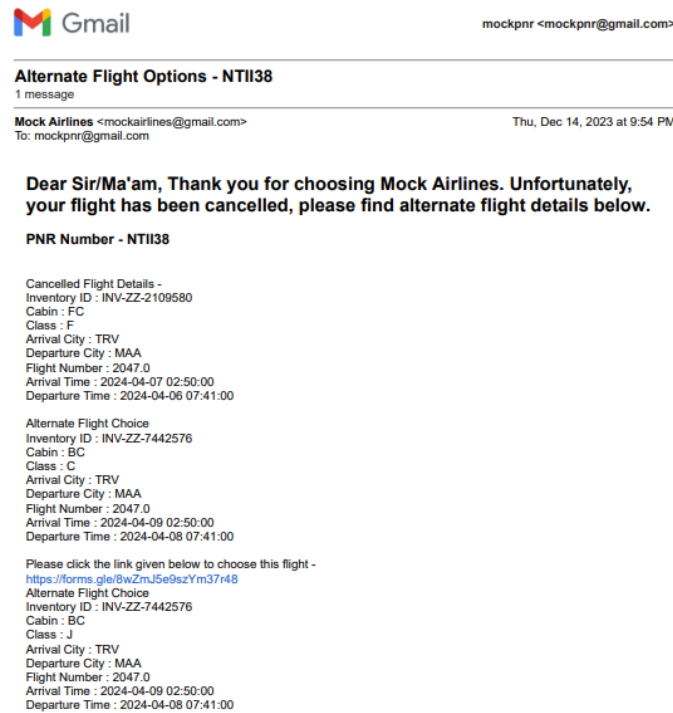 Gmail
mockpnr <mockpnr@gmail.com>
Alternate Flight Options - NTII38
1 message
Mock Airlines <mockairlines@gmail.com>
Thu, Dec 14, 2023 at 9:54 PM
To: mockpnr@gmail.com
Dear Sir/Ma'am, Thank you for choosing Mock Airlines. Unfortunately,
your flight has been cancelled, please find alternate flight details below.
PNR Number - NTII38
Cancelled Flight Details -
Inventory ID : INV-ZZ-2109580
Cabin : FC
Class : F
Arrival City : TRV
Departure City : MAA
Flight Number : 2047.0
Arrival Time : 2024-04-07 02:50:00
Departure Time : 2024-04-06 07:41:00
Alternate Flight Choice
Inventory ID : INV-ZZ-7442576
Cabin : BC
Class : C
Arrival City : TRV
Departure City : MAA
Flight Number : 2047.0
Arrival Time : 2024-04-09 02:50:00
Departure Time : 2024-04-08 07:41:00
Please click the link given below to choose this flight -
https://forms.gle/8wZmJ5e9szYm37r48
Alternate Flight Choice
Inventory ID : INV-ZZ-7442576
Cabin : BC
Class : J
Arrival City : TRV
Departure City : MAA
Flight Number : 2047.0
Arrival Time : 2024-04-09 02:50:00
Departure Time : 2024-04-08 07:41:00